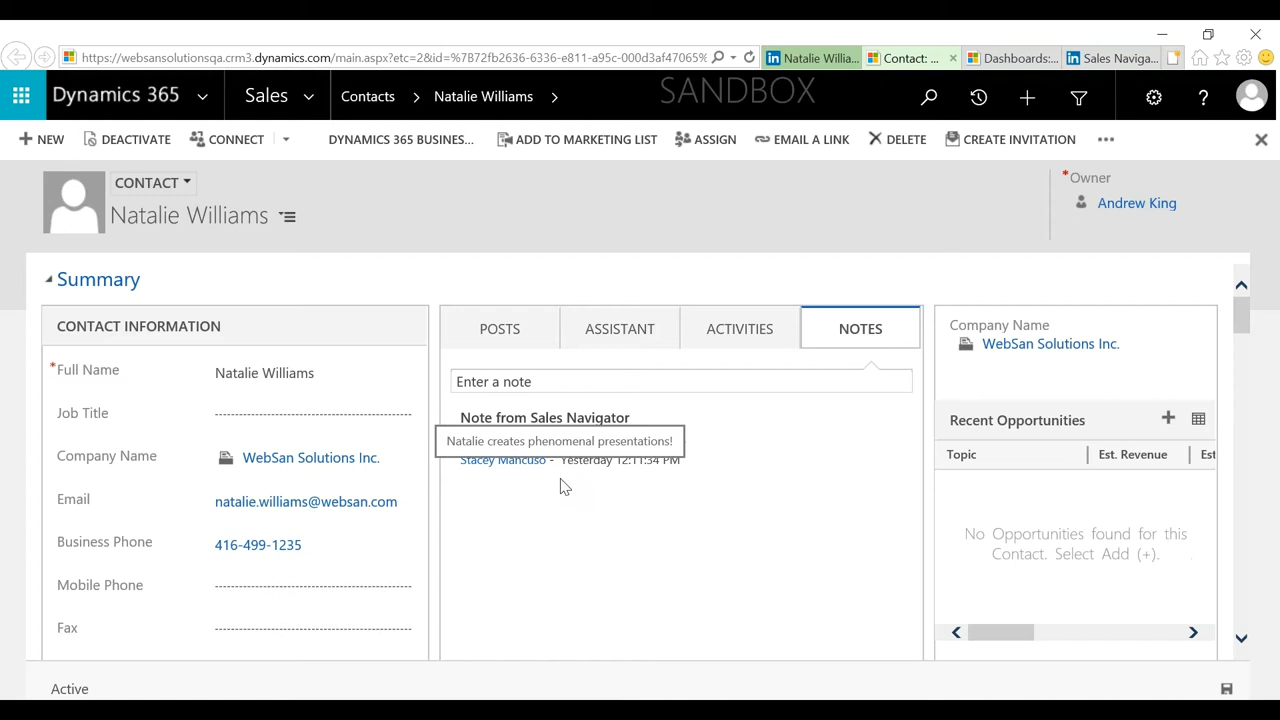 https://websansolutionsqa.crm3.dynamics.com/main.aspx?etc=2&id=%7B72fb2636-6336-e811-a95c-000d3af47065%
Natalie Willia...
Contact: ...
Dashboards:...
Sales Naviga...
Dynamics 365
Sales
Contacts > Natalie Williams >
SANDBOX
NEW
DEACTIVATE
CONNECT
DYNAMICS 365 BUSINES...
ADD TO MARKETING LIST
ASSIGN
EMAIL A LINK
DELETE
CREATE INVITATION
CONTACT
Natalie Williams
*Owner
Andrew King
Summary
CONTACT INFORMATION
*Full Name
Natalie Williams
Job Title
Company Name
WebSan Solutions Inc.
Email
natalie.williams@websan.com
Business Phone
416-499-1235
Mobile Phone
Fax
POSTS
ASSISTANT
ACTIVITIES
NOTES
Enter a note
Note from Sales Navigator
Natalie creates phenomenal presentations!
Stacey Mancuso - Yesterday 12:11:34 PM
Company Name
WebSan Solutions Inc.
Recent Opportunities
Topic
Est. Revenue
Est
No Opportunities found for this
Contact. Select Add (+).
Active